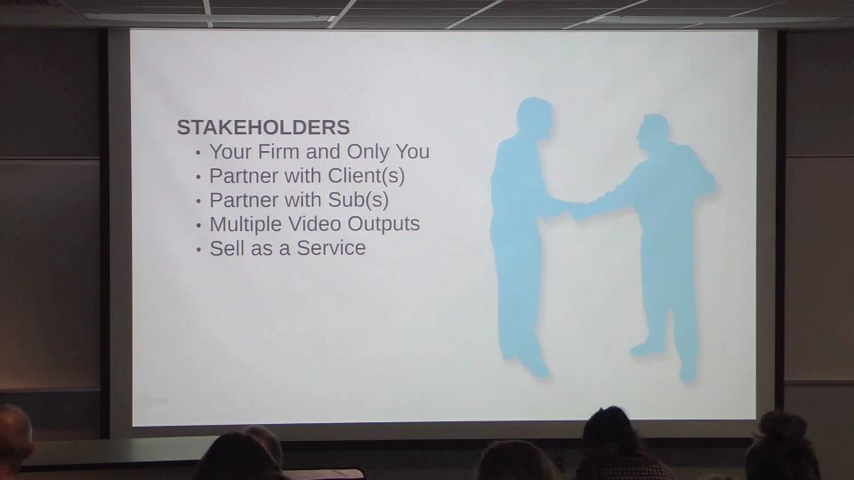 STAKEHOLDERS
• Your Firm and Only You
• Partner with Client(s)
• Partner with Sub(s)
• Multiple Video Outputs
• Sell as a Service